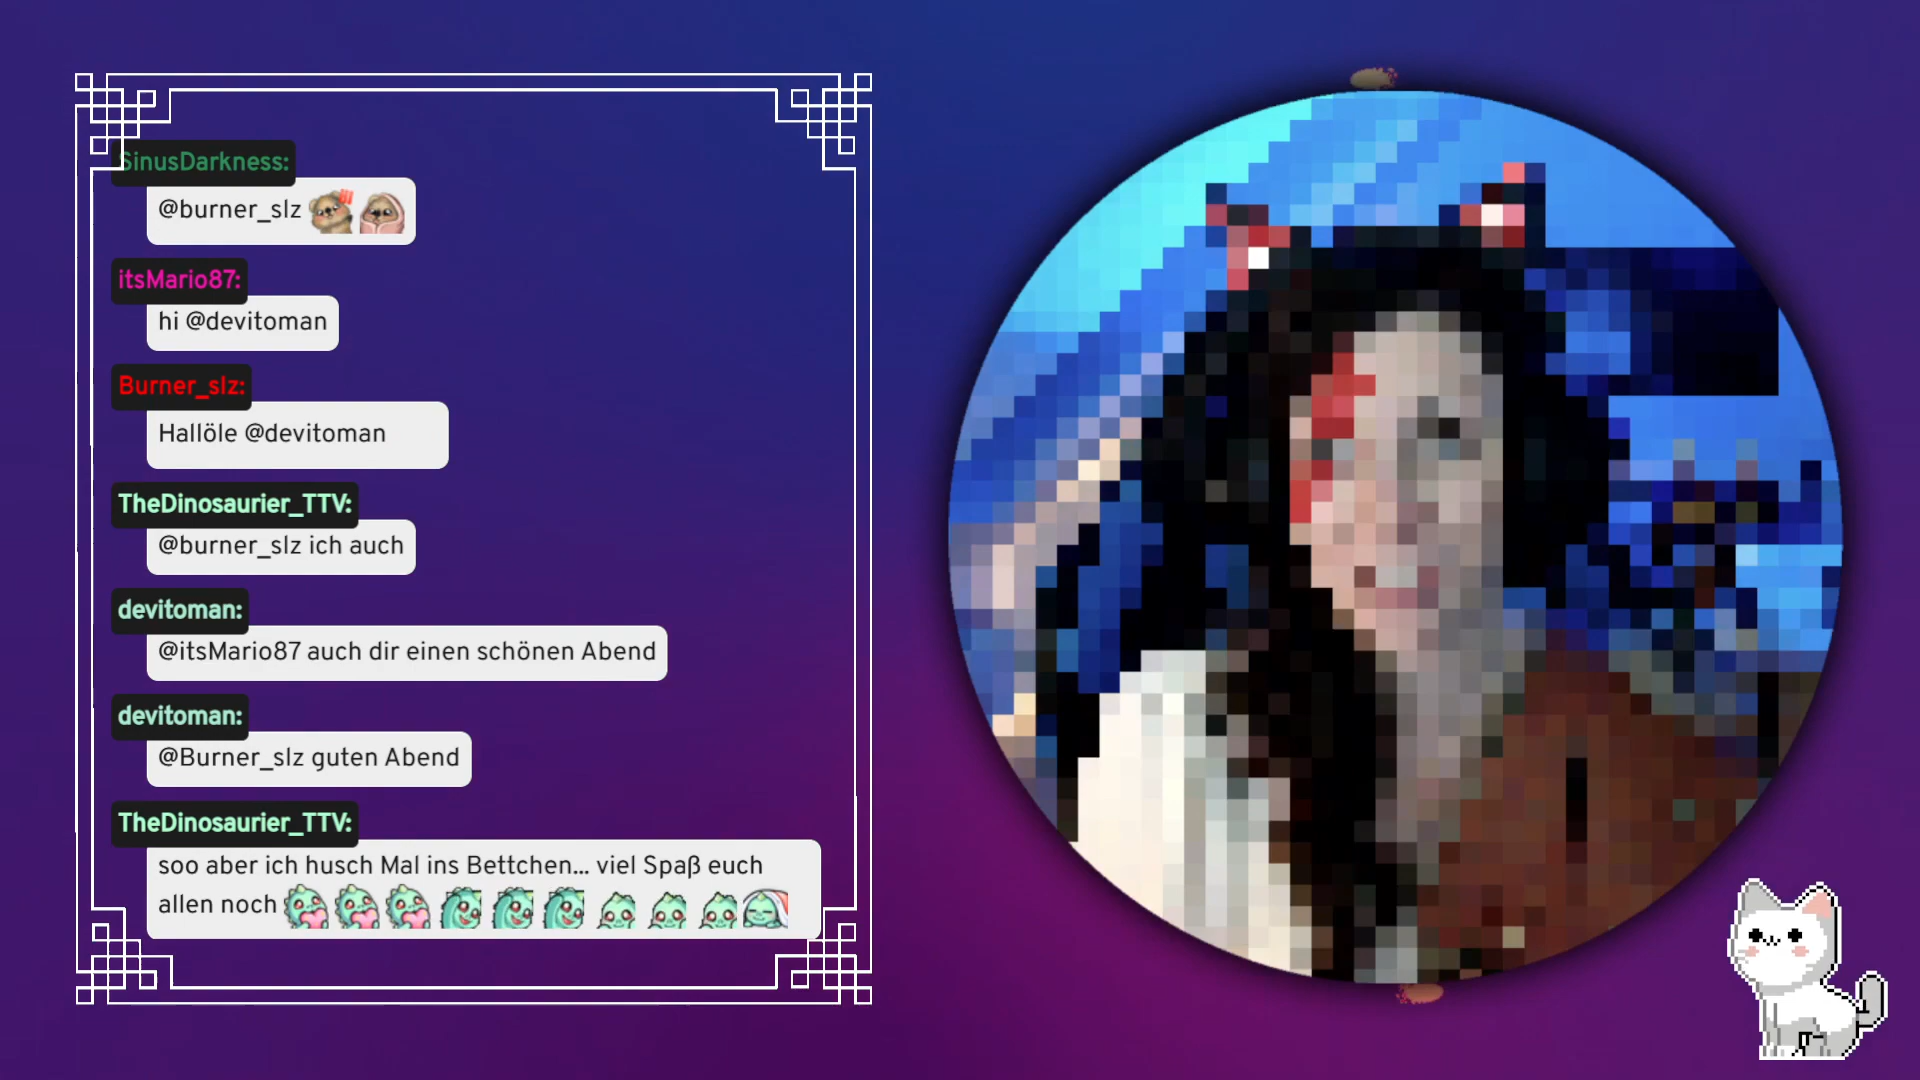 SinusDarkness:
@burner_slz
itsMario87:
hi @devitoman
Burner_slz:
Hallöle @devitoman
TheDinosaurier_TTV:
@burner_slz ich auch
devitoman:
@itsMario87 auch dir einen schönen Abend
devitoman:
@Burner_slz guten Abend
TheDinosaurier_TTV:
soo aber ich husch Mal ins Bettchen... viel Spaß euch
allen noch